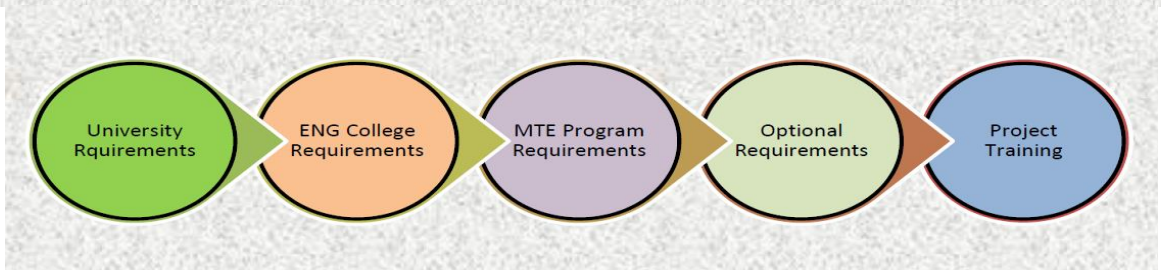 University
Rquirements
ENG College
Requirements
MTE Program
Requirements
Optional
Requirements
Project
Training